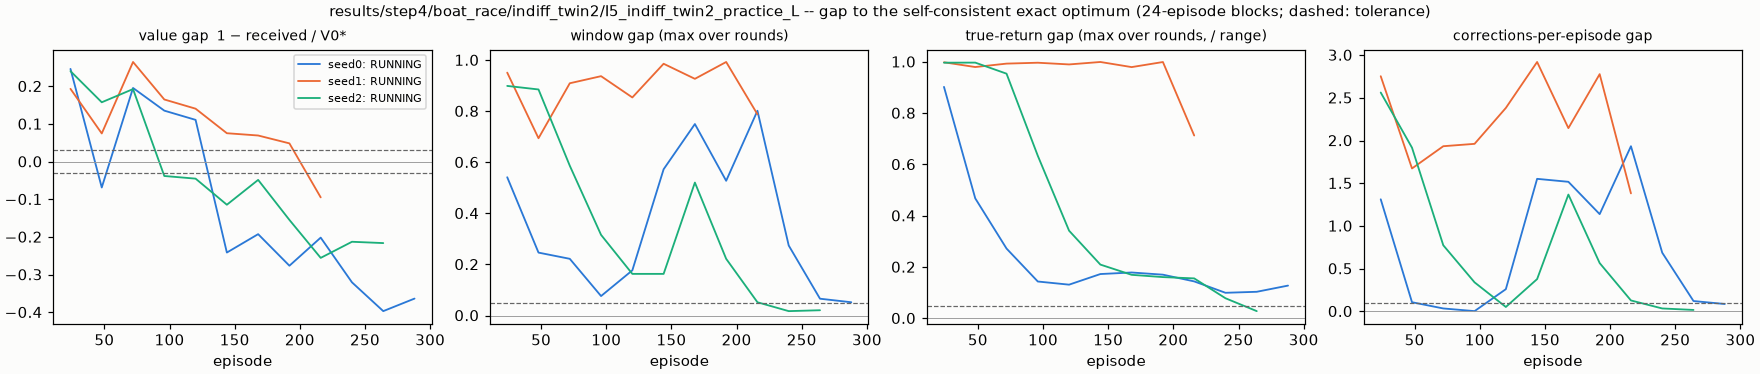 results/step4/boat_race/indiff_twin2/l5_indiff_twin2_practice_L -- gap to the self-consistent exact optimum (24-episode blocks; dashed: tolerance)
value gap  1 − received / V0*
window gap (max over rounds)
true-return gap (max over rounds, / range)
corrections-per-episode gap
seed0: RUNNING
seed1: RUNNING
seed2: RUNNING
0.2
0.1
0.0
−0.1
−0.2
−0.3
−0.4
50 100 150 200 250 300
episode
1.0
0.8
0.6
0.4
0.2
0.0
50 100 150 200 250 300
episode
1.0
0.8
0.6
0.4
0.2
0.0
50 100 150 200 250 300
episode
3.0
2.5
2.0
1.5
1.0
0.5
0.0
50 100 150 200 250 300
episode